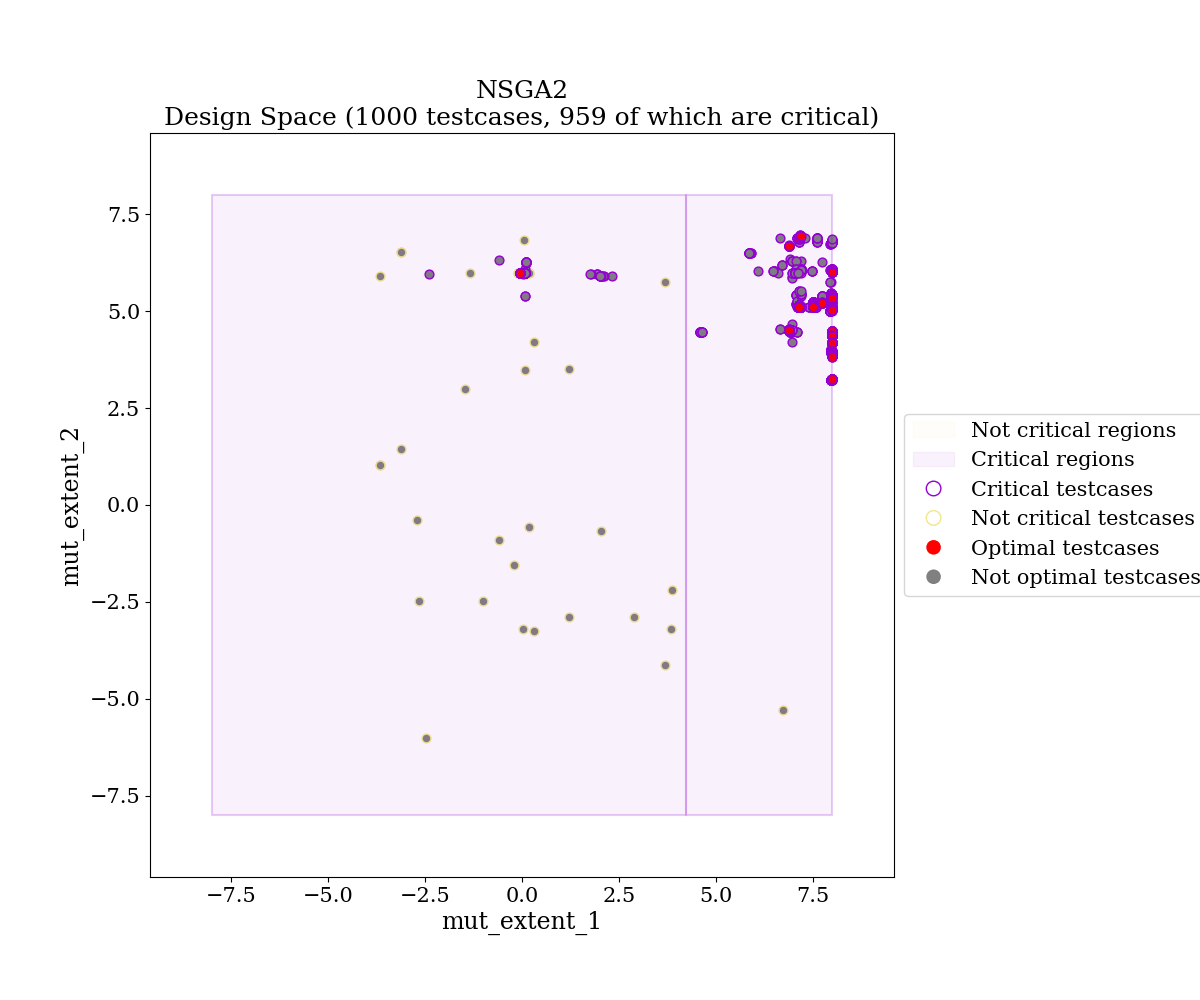 NSGA2
Design Space (1000 testcases, 959 of which are critical)
7.5
5.0
2.5
0.0
−2.5
−5.0
−7.5
mut_extent_2
−7.5
−5.0
−2.5
0.0
2.5
5.0
7.5
mut_extent_1
Not critical regions
Critical regions
Critical testcases
Not critical testcases
Optimal testcases
Not optimal testcases